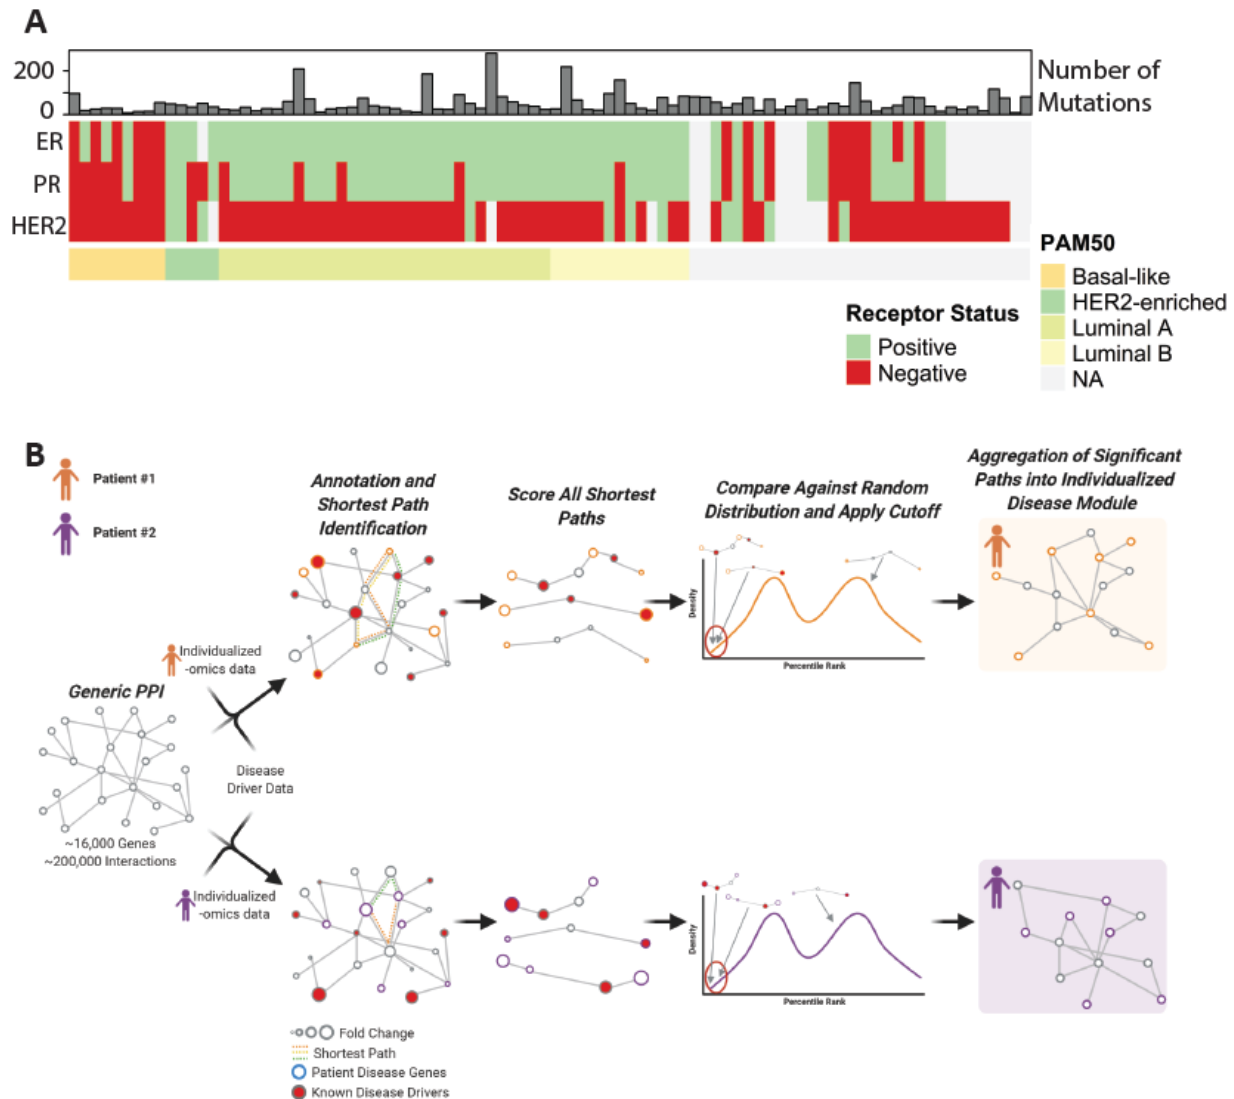 A
200
0
Number of
Mutations
ER
PR
HER2
PAM50
Basal-like
HER2-enriched
Luminal A
Luminal B
NA
Receptor Status
Positive
Negative
B
Patient #1
Patient #2
Annotation and
Shortest Path
Identification
Score All Shortest
Paths
Compare Against Random
Distribution and Apply Cutoff
Aggregation of Significant
Paths into Individualized
Disease Module
Density
Percentile Rank
Individualized
-omics data
Generic PPI
Disease
Driver Data
~16,000 Genes
~200,000 Interactions
Individualized
-omics data
Density
Percentile Rank
Fold Change
Shortest Path
Patient Disease Genes
Known Disease Drivers